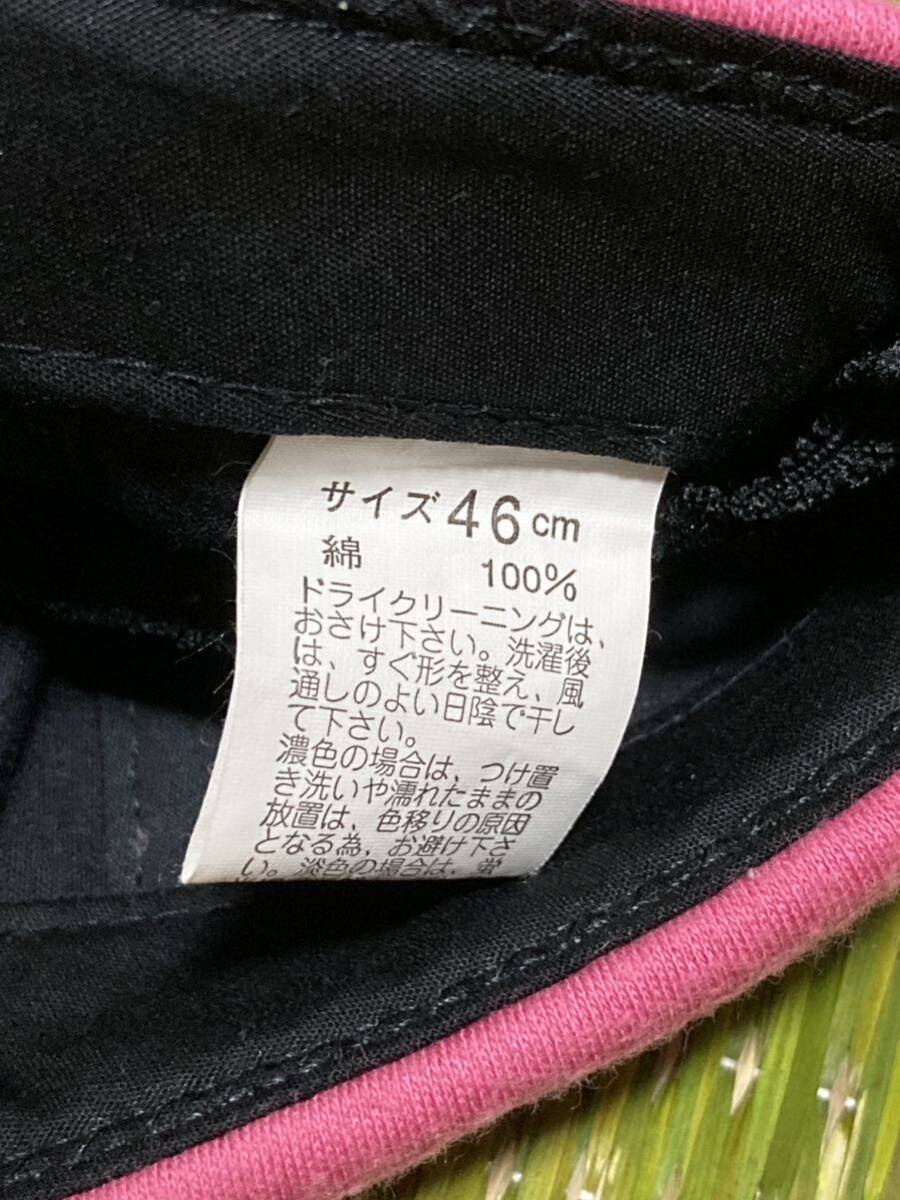 サイズ 46 cm
綿 100%
ドライクリーニングは、
おさけ下さい。洗濯後
は、すぐ形を整え、風
通しのよい日陰で干し
て下さい。
濃色の場合は、つけ置
き洗いや濡れたままの
放置は、色移りの原因
となる為、お避け下さ
い。淡色の場合は、蛍